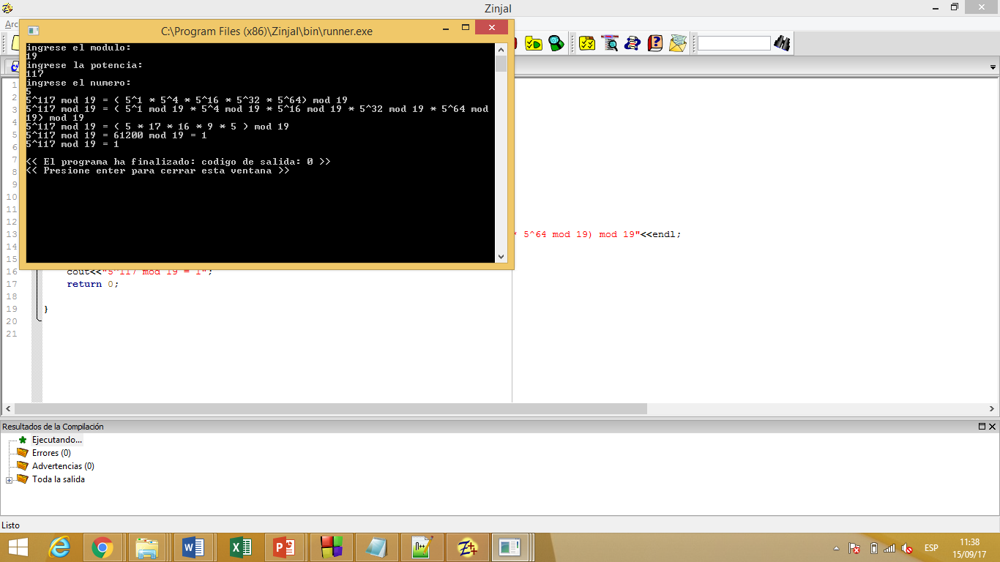 Zinjal
Arc
C:\Program Files (x86)\Zinjal\bin\runner.exe
ingrese el modulo:
19
ingrese la potencia:
117
ingrese el numero:
5
5^117 mod 19 = ( 5^1 * 5^4 * 5^16 * 5^32 * 5^64) mod 19
5^117 mod 19 = ( 5^1 mod 19 * 5^4 mod 19 * 5^16 mod 19 * 5^32 mod 19 * 5^64 mod
19) mod 19
5^117 mod 19 = ( 5 * 17 * 16 * 9 * 5 ) mod 19
5^117 mod 19 = 61200 mod 19 = 1
5^117 mod 19 = 1
<< El programa ha finalizado: codigo de salida: 0 >>
<< Presione enter para cerrar esta ventana >>
1
2
3
4
5
6
7
8
9
10
11
12
13 * 5^64 mod 19) mod 19"<<endl;
14
15
16 cout<<"5^117 mod 19 = 1";
17 return 0;
18
19 }
20
21
Resultados de la Compilación
Ejecutando...
Errores (0)
Advertencias (0)
Toda la salida
Listo
ESP
11:38
15/09/17